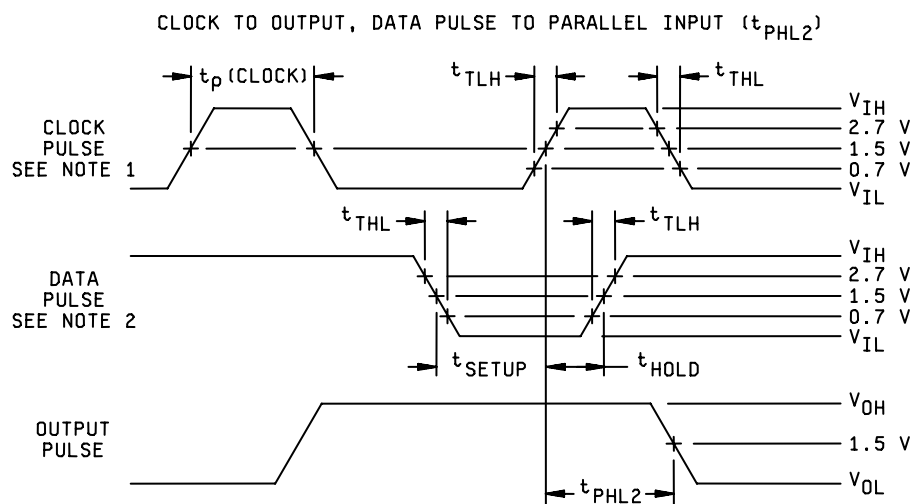 CLOCK TO OUTPUT, DATA PULSE TO PARALLEL INPUT (tPHL2)
tp(CLOCK)
tTLH
tTHL
CLOCK
PULSE
SEE NOTE 1
VIH
2.7 V
1.5 V
0.7 V
VIL
tTHL
tTLH
DATA
PULSE
SEE NOTE 2
VIH
2.7 V
1.5 V
0.7 V
VIL
tSETUP
tHOLD
OUTPUT
PULSE
VOH
1.5 V
VOL
tPHL2